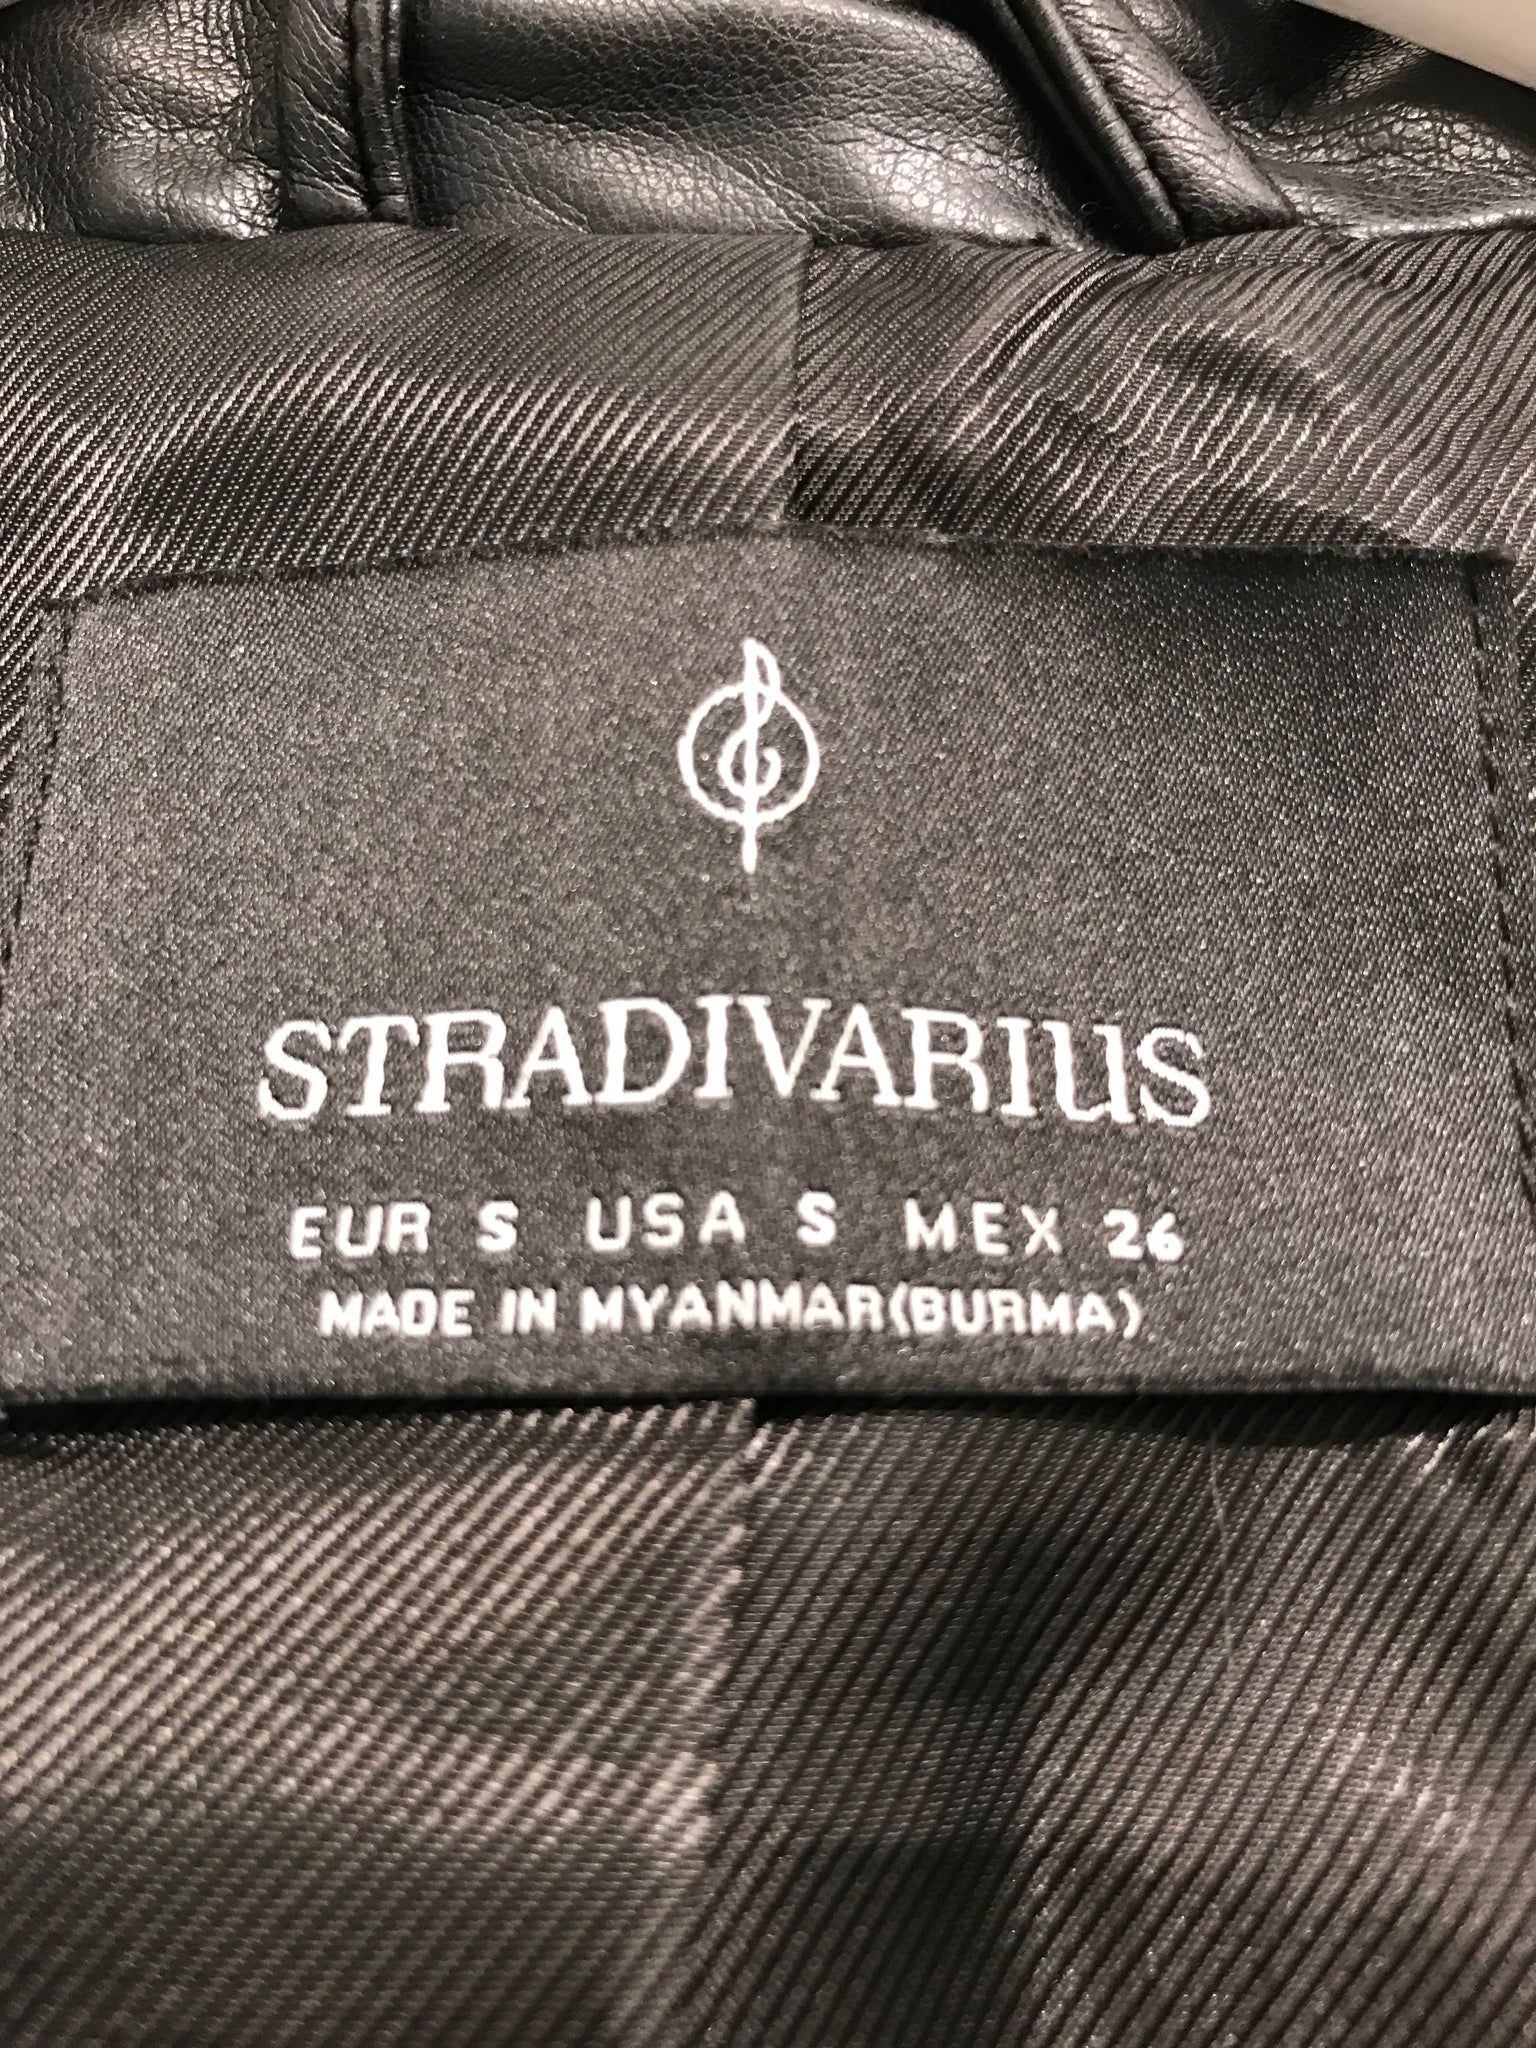 STRADIVARIUS
EUR S USA S MEX 26
MADE IN MYANMAR(BURMA)